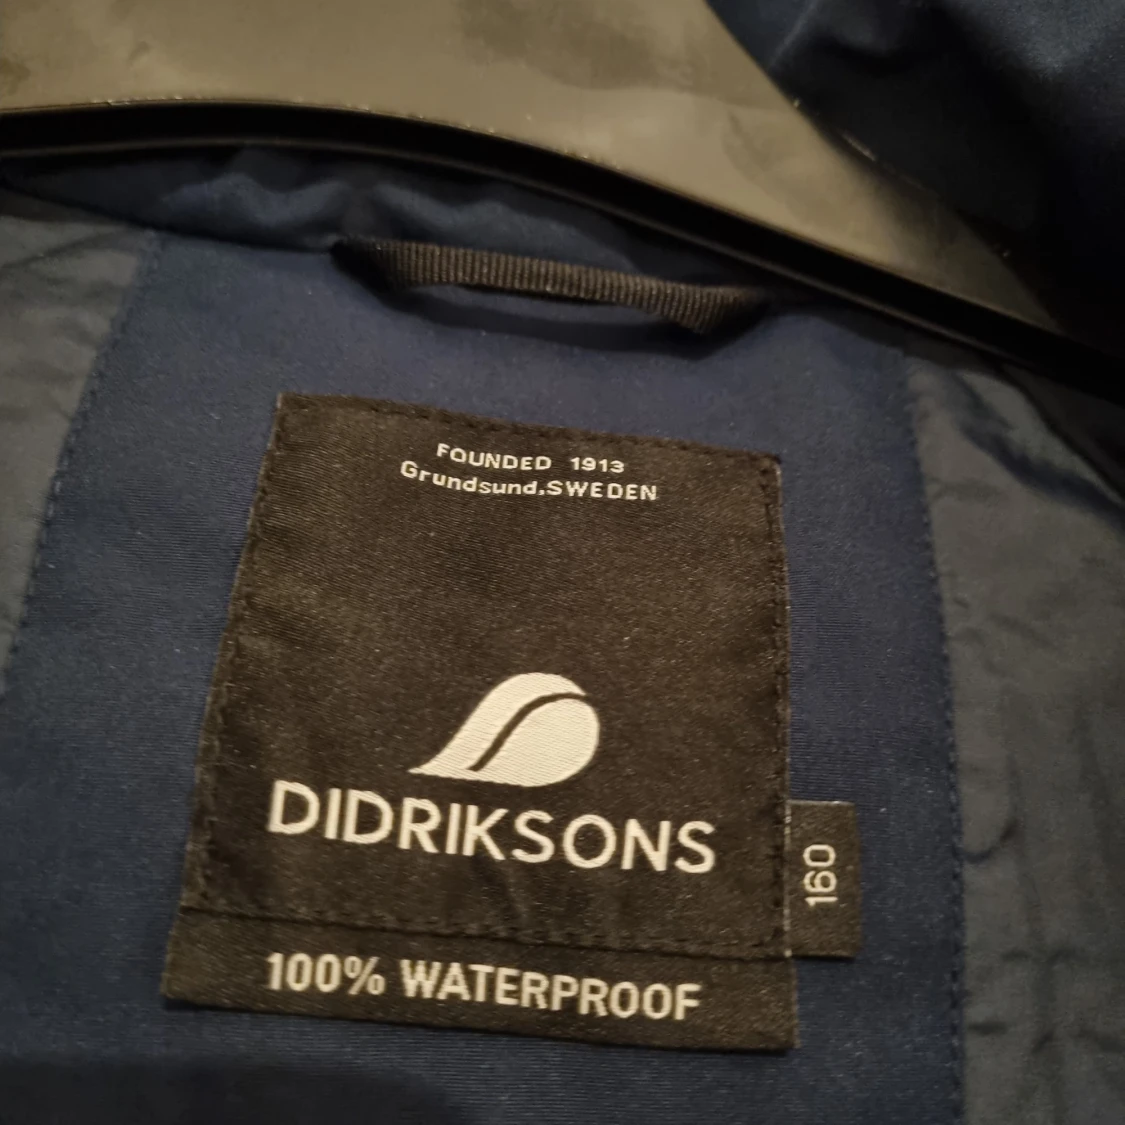 FOUNDED 1913
Grundsund.SWEDEN
DIDRIKSONS
160
100% WATERPROOF